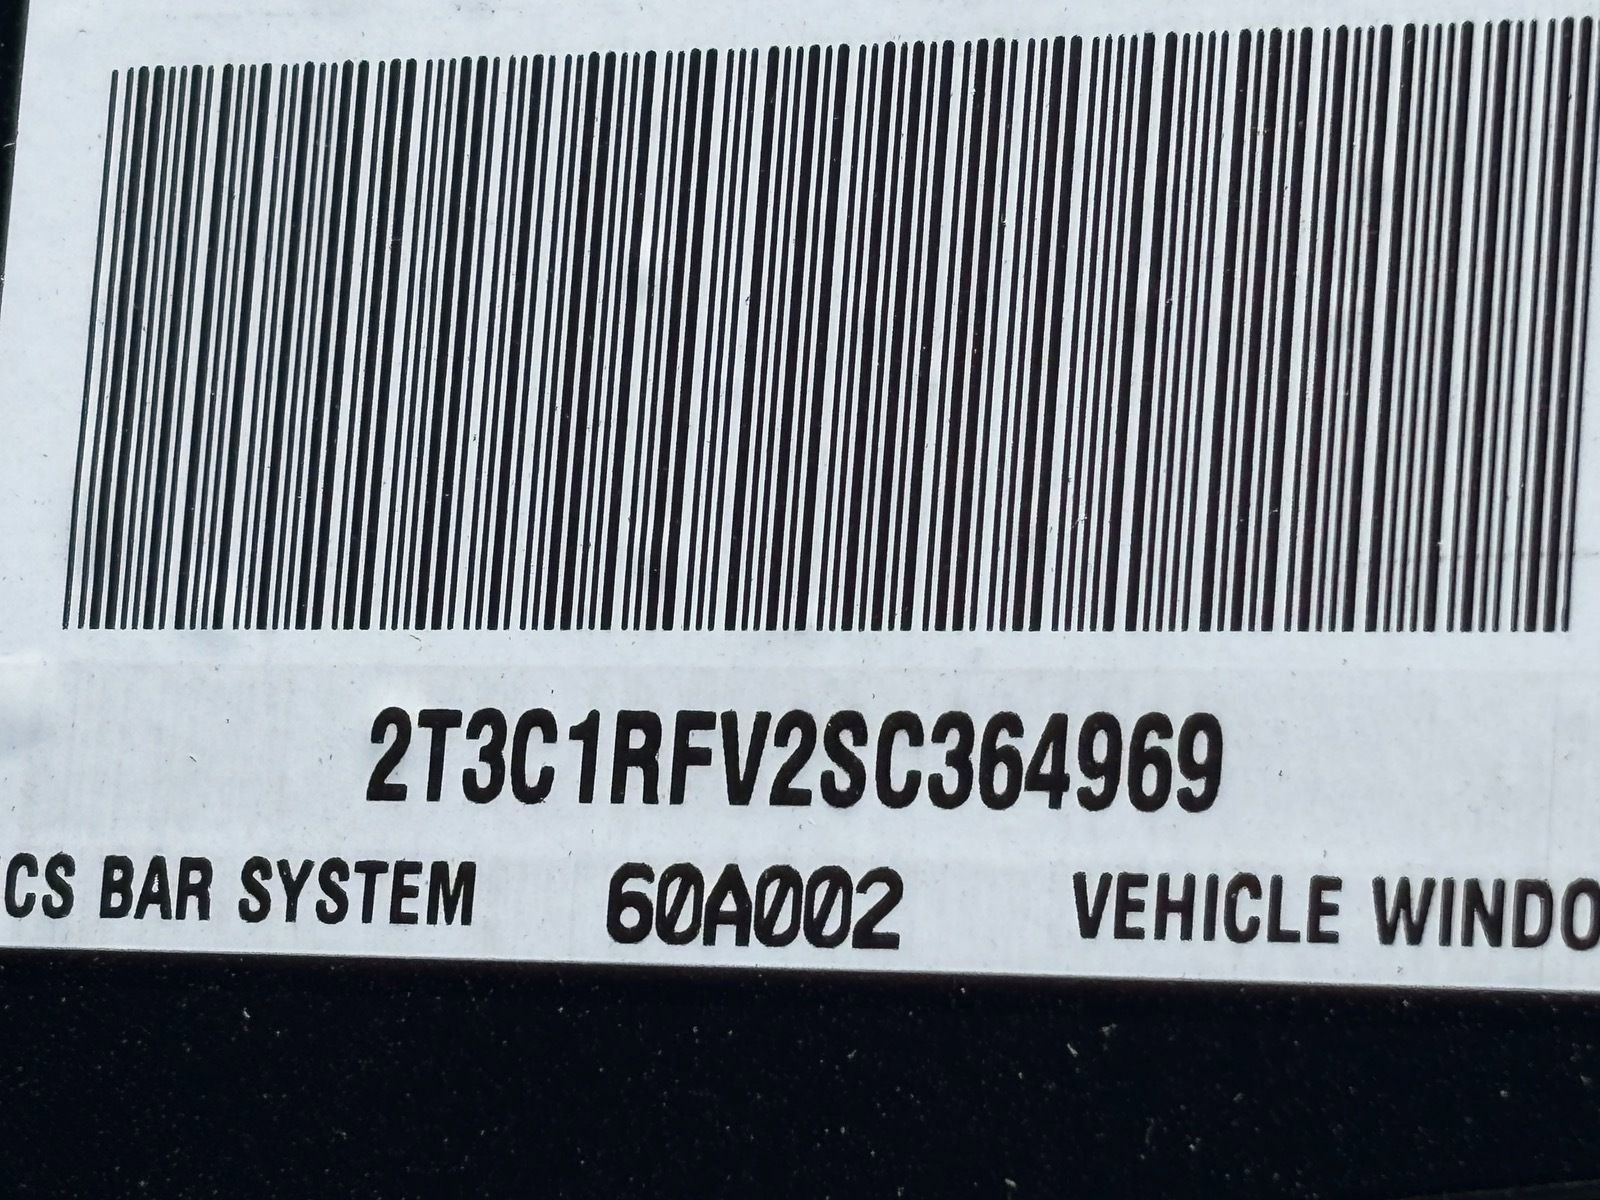 2T3C1RFV2SC364969
CS BAR SYSTEM 60A002 VEHICLE WINDO